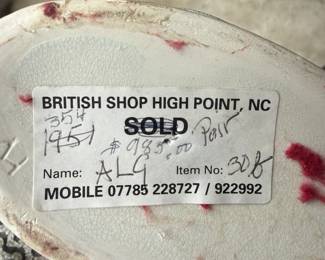 BRITISH SHOP HIGH POINT, NC
354
1951 SOLD
$985.00 Pair
Name: ALG Item No: 308
MOBILE 07785 228727 / 922992